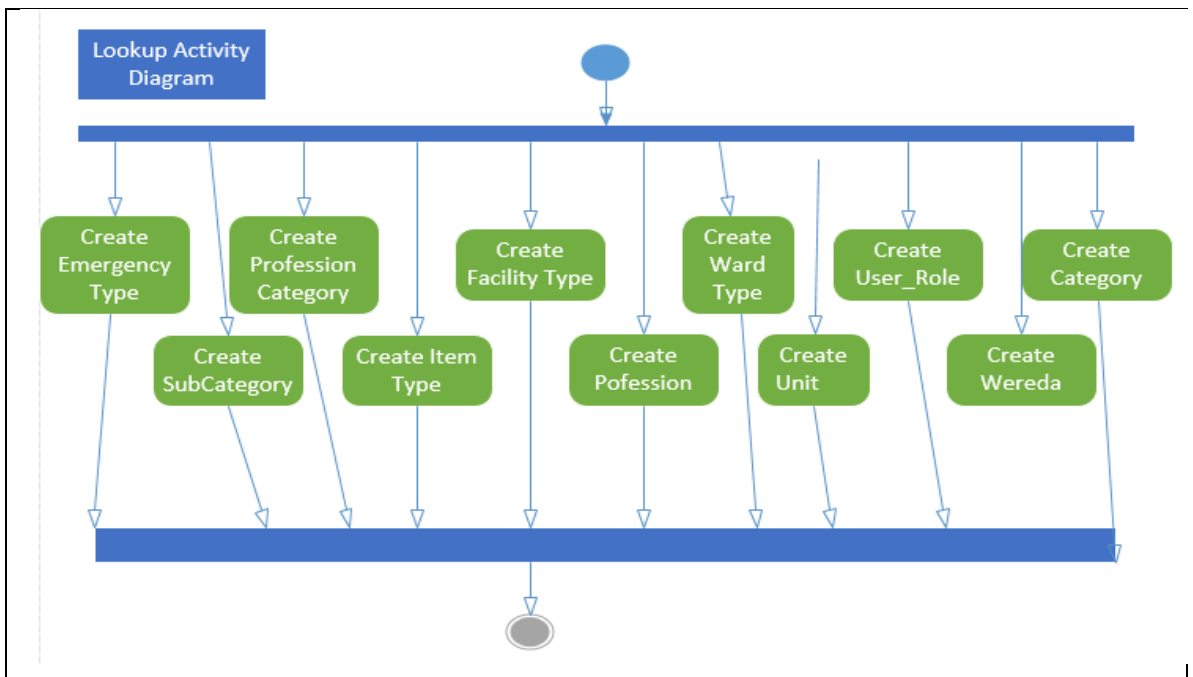 Lookup Activity
Diagram
Create
Emergency
Type
Create
Profession
Category
Create
Facility Type
Create
Ward
Type
Create
User_Role
Create
Category
Create
SubCategory
Create Item
Type
Create
Pofession
Create
Unit
Create
Wereda